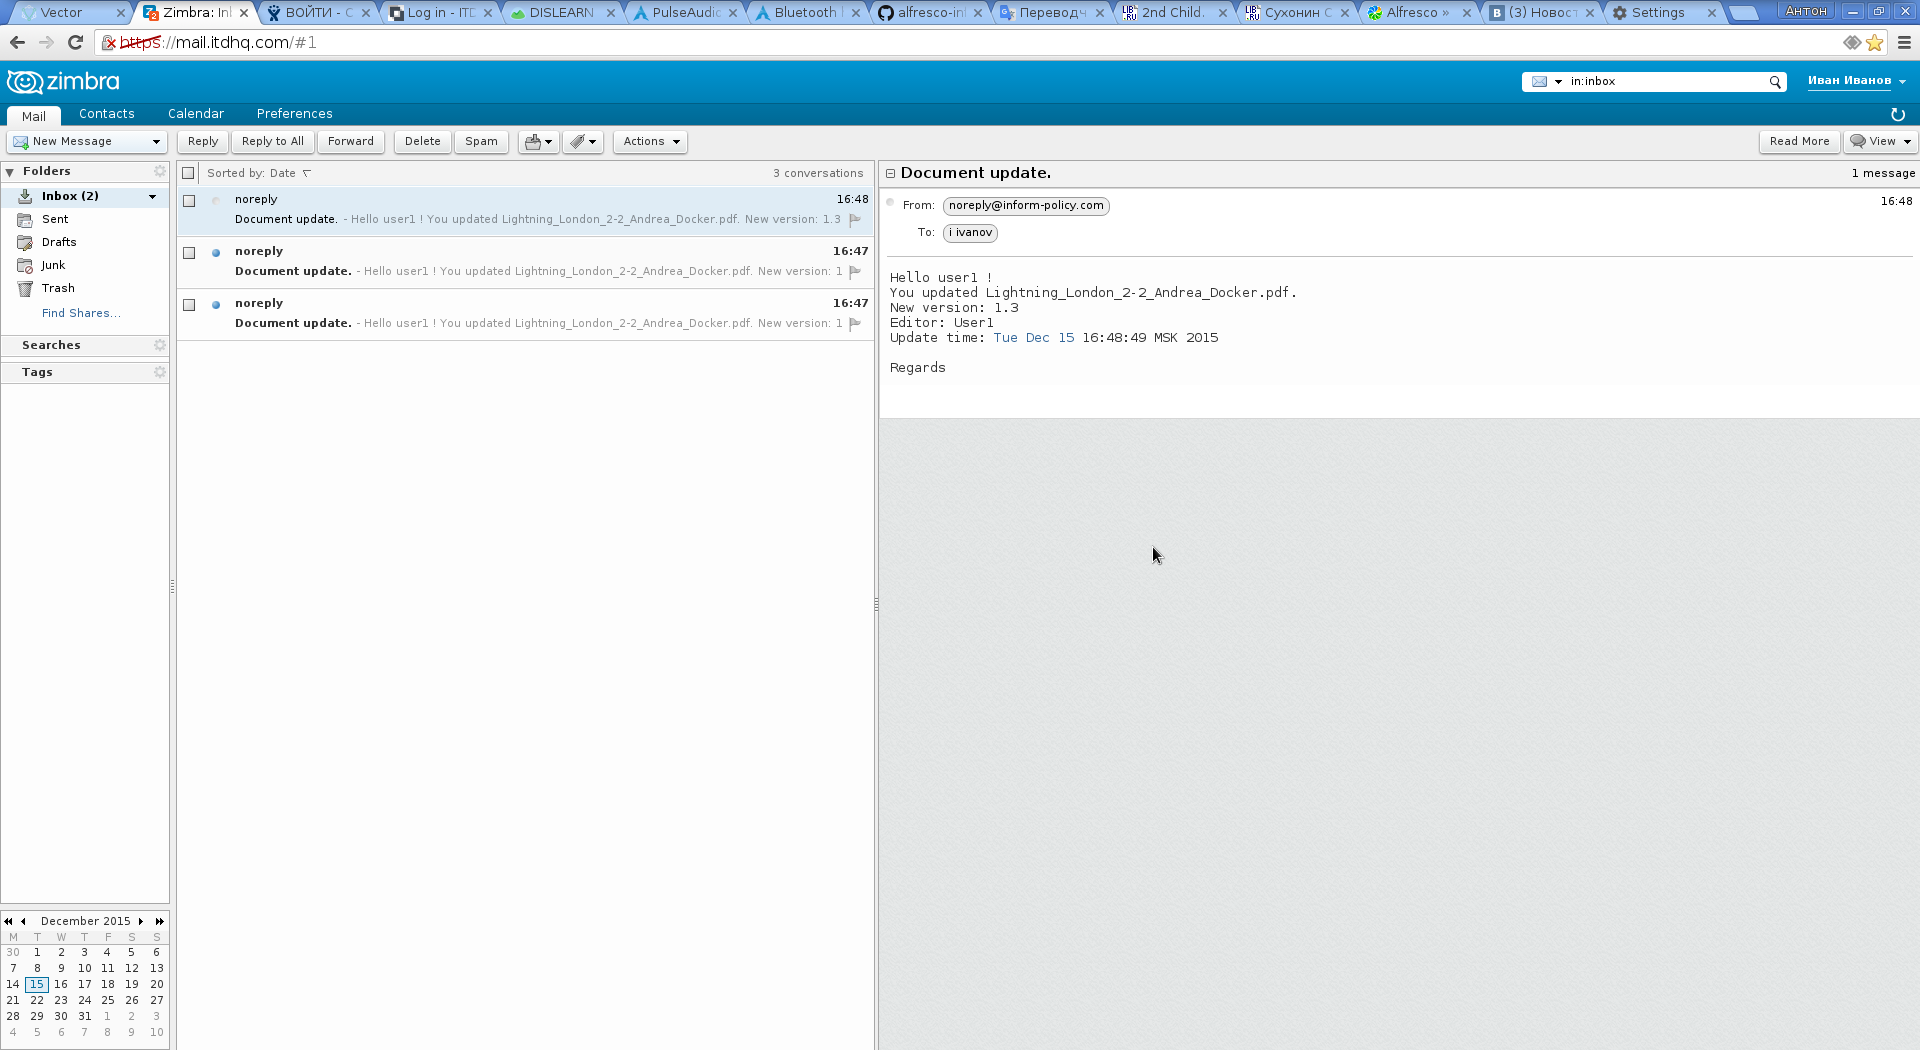 Vector
Zimbra: In
ВОЙТИ - С
Log in - ITD
DISLEARN
PulseAudio
Bluetooth
alfresco-in
Переводч
2nd Child.
Сухонин С
Alfresco »
(3) Новост
Settings
Антон
https://mail.itdhq.com/#1
zimbra
in:inbox
Иван Иванов
Mail
Contacts
Calendar
Preferences
New Message
Reply
Reply to All
Forward
Delete
Spam
Actions
Read More
View
Folders
Inbox (2)
Sent
Drafts
Junk
Trash
Find Shares...
Searches
Tags
Sorted by: Date
3 conversations
noreply 16:48
Document update. - Hello user1 ! You updated Lightning_London_2-2_Andrea_Docker.pdf. New version: 1.3
noreply 16:47
Document update. - Hello user1 ! You updated Lightning_London_2-2_Andrea_Docker.pdf. New version: 1
noreply 16:47
Document update. - Hello user1 ! You updated Lightning_London_2-2_Andrea_Docker.pdf. New version: 1
Document update.
1 message
From: noreply@inform-policy.com
16:48
To: i ivanov
Hello user1 !
You updated Lightning_London_2-2_Andrea_Docker.pdf.
New version: 1.3
Editor: User1
Update time: Tue Dec 15 16:48:49 MSK 2015
Regards
December 2015
M T W T F S S
30 1 2 3 4 5 6
7 8 9 10 11 12 13
14 15 16 17 18 19 20
21 22 23 24 25 26 27
28 29 30 31 1 2 3
4 5 6 7 8 9 10